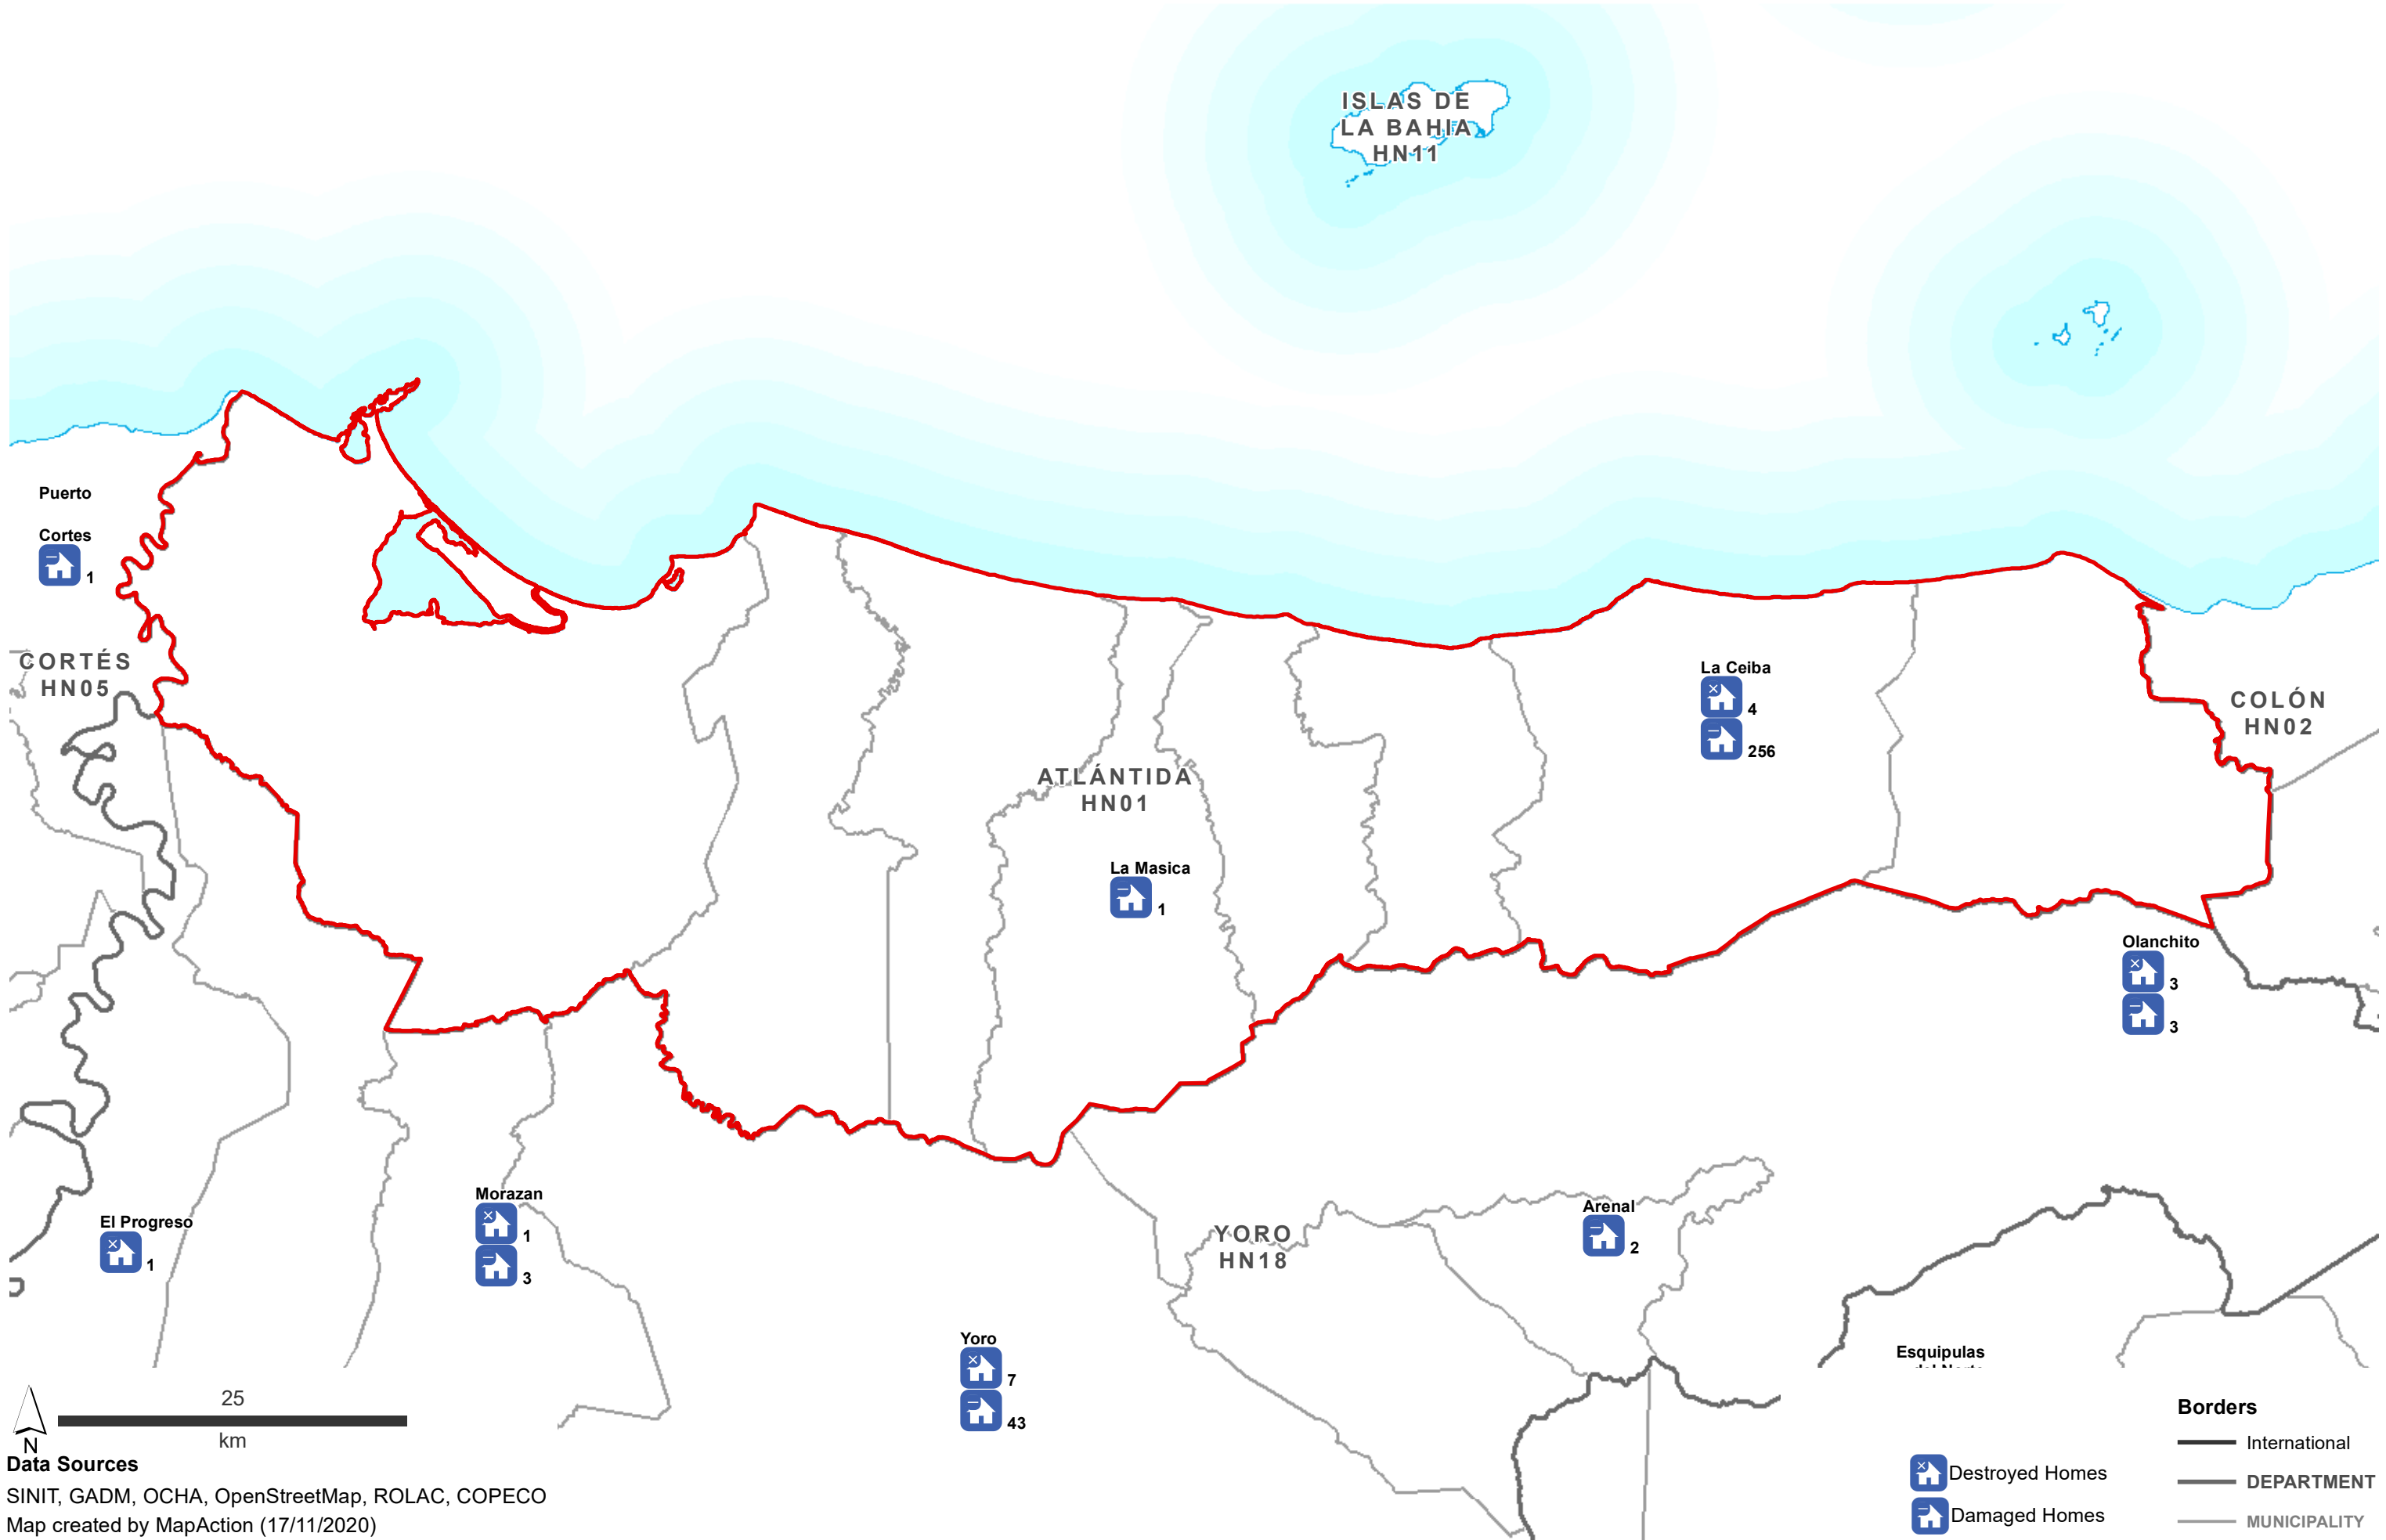 ISLAS DE
LA BAHIA
HN11
Puerto
Cortes
1
CORTÉS
HN05
La Ceiba
4
256
COLÓN
HN02
ATLÁNTIDA
HN01
La Masica
1
Olanchito
3
3
Morazan
1
3
El Progreso
1
Arenal
2
YORO
HN18
Yoro
7
43
Esquipulas
del Norte
25
km
N
Data Sources
SINIT, GADM, OCHA, OpenStreetMap, ROLAC, COPECO
Map created by MapAction (17/11/2020)
Borders
International
DEPARTMENT
MUNICIPALITY
Destroyed Homes
Damaged Homes